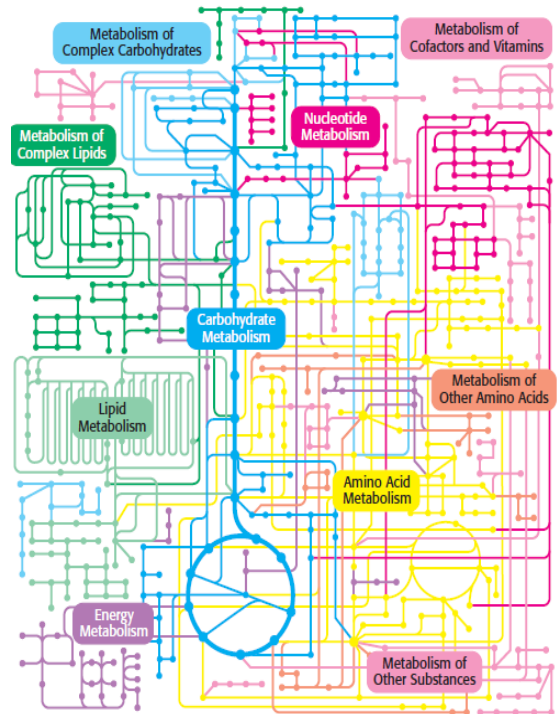 Metabolism of
Complex Carbohydrates
Metabolism of
Cofactors and Vitamins
Nucleotide
Metabolism
Metabolism of
Complex Lipids
Carbohydrate
Metabolism
Metabolism of
Other Amino Acids
Lipid
Metabolism
Amino Acid
Metabolism
Energy
Metabolism
Metabolism of
Other Substances